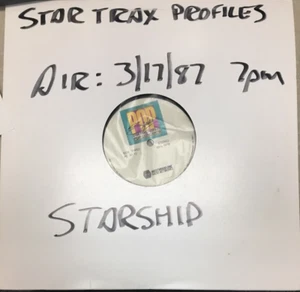 STAR TRAX PROFILES
AIR: 3/17/87 7pm
STARSHIP